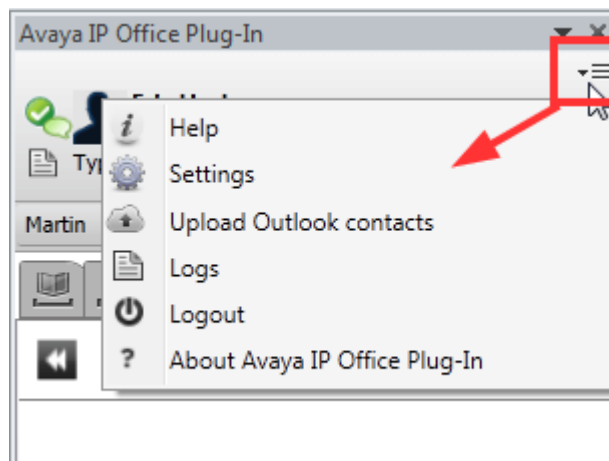 Avaya IP Office Plug-In
Help
Settings
Upload Outlook contacts
Martin
Logs
Logout
About Avaya IP Office Plug-In